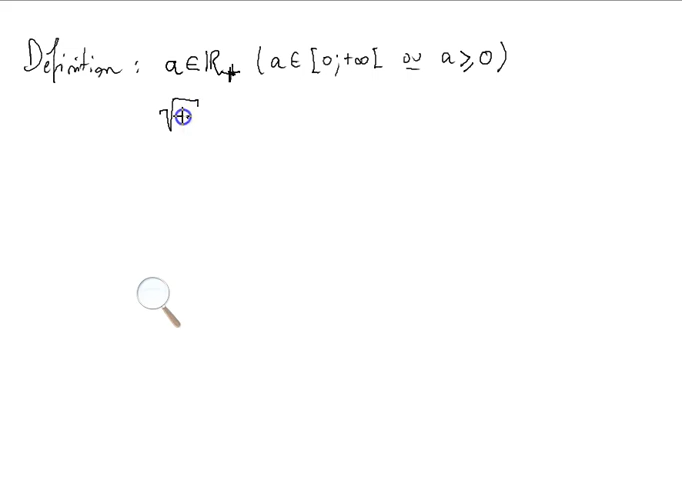 Définition : a ∈ ℝ₊ ( a ∈ [0;+∞[ ou a ⩾ 0 )
√